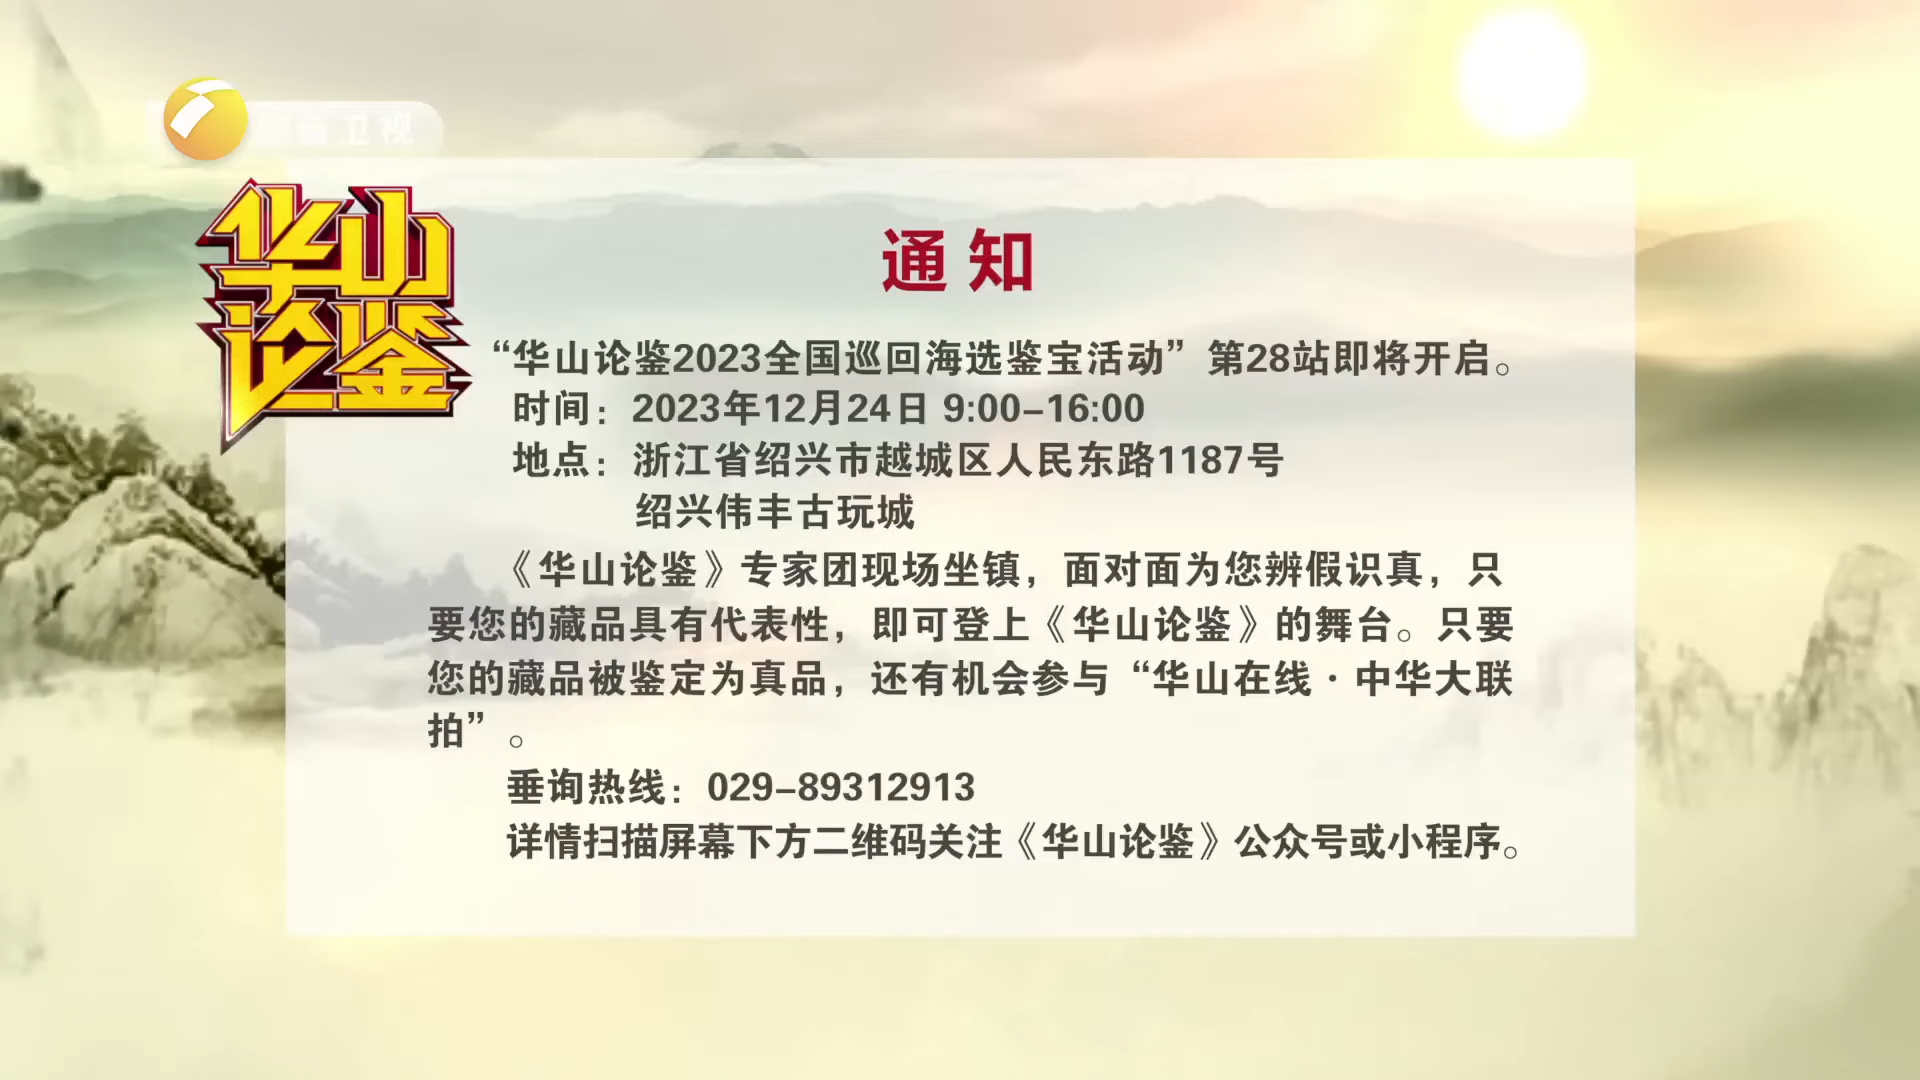 卫视
华山
论鉴
通知
“华山论鉴2023全国巡回海选鉴宝活动”第28站即将开启。
时间：2023年12月24日 9:00-16:00
地点：浙江省绍兴市越城区人民东路1187号
绍兴伟丰古玩城
《华山论鉴》专家团现场坐镇，面对面为您辨假识真，只
要您的藏品具有代表性，即可登上《华山论鉴》的舞台。只要
您的藏品被鉴定为真品，还有机会参与“华山在线·中华大联
拍”。
垂询热线：029-89312913
详情扫描屏幕下方二维码关注《华山论鉴》公众号或小程序。